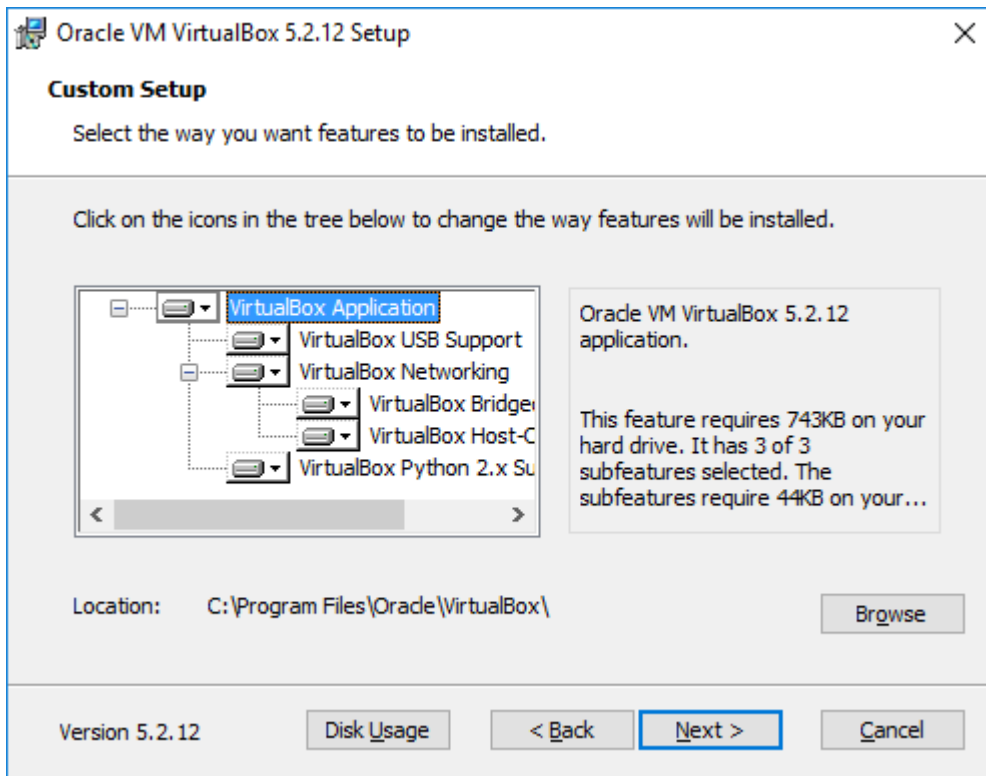 Oracle VM VirtualBox 5.2.12 Setup
Custom Setup
Select the way you want features to be installed.
Click on the icons in the tree below to change the way features will be installed.
VirtualBox Application
VirtualBox USB Support
VirtualBox Networking
VirtualBox Bridge
VirtualBox Host-C
VirtualBox Python 2.x Su
Oracle VM VirtualBox 5.2.12
application.
This feature requires 743KB on your
hard drive. It has 3 of 3
subfeatures selected. The
subfeatures require 44KB on your...
Location: C:\Program Files\Oracle\VirtualBox\
Browse
Version 5.2.12 Disk Usage < Back Next > Cancel